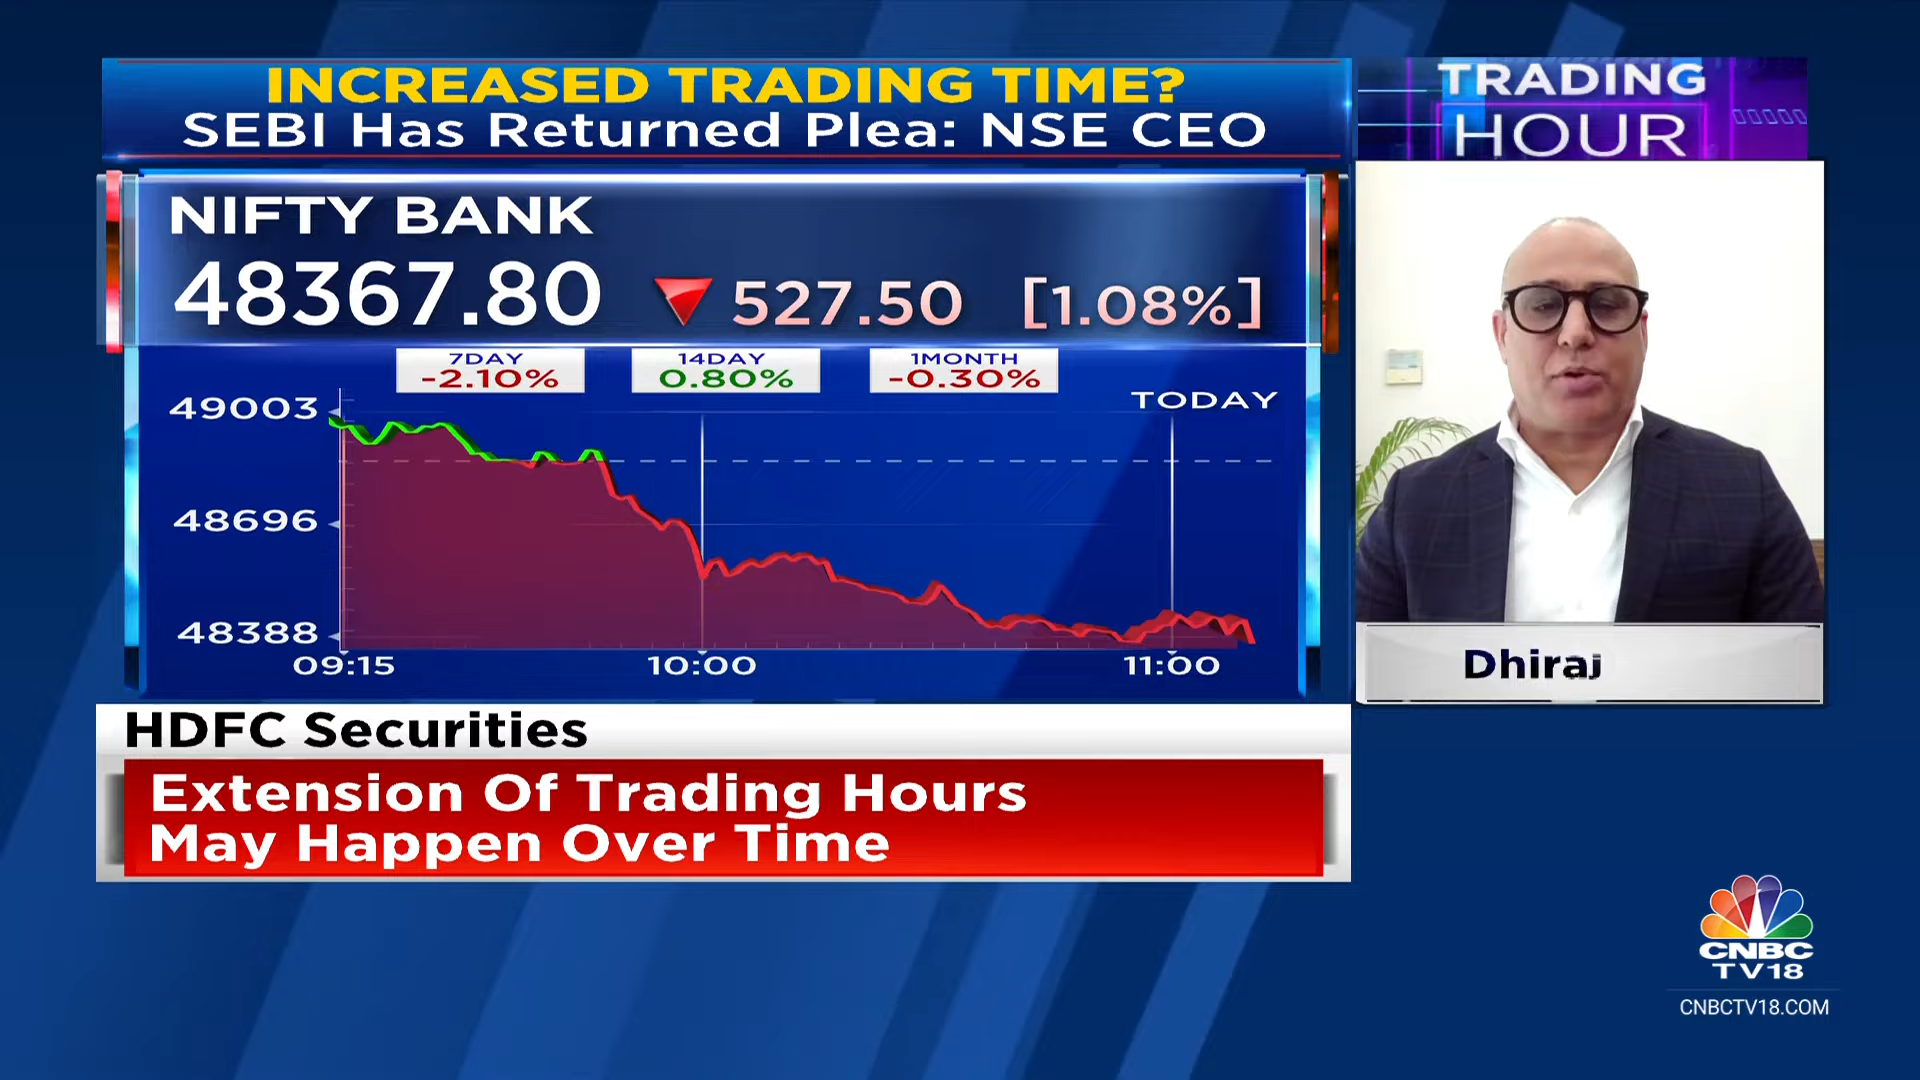 INCREASED TRADING TIME?
SEBI Has Returned Plea: NSE CEO
TRADING
HOUR
NIFTY BANK
48367.80 ▼ 527.50 [1.08%]
7DAY
-2.10%
14DAY
0.80%
1MONTH
-0.30%
TODAY
49003
48696
48388
09:15 10:00 11:00
Dhiraj
HDFC Securities
Extension Of Trading Hours
May Happen Over Time
CNBC
TV18
CNBCTV18.COM